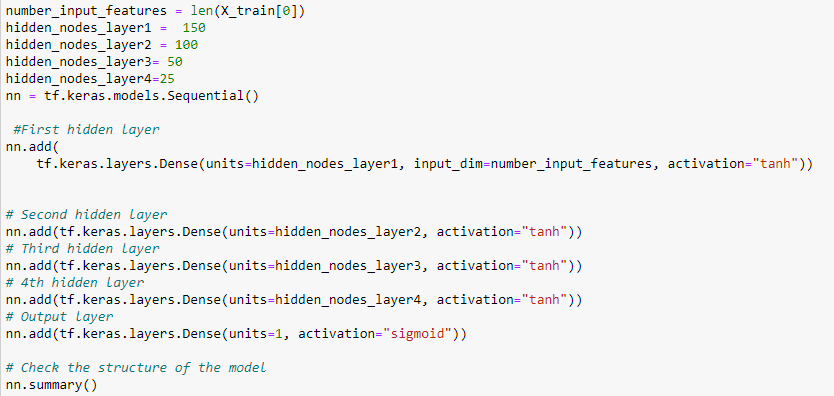 number_input_features = len(X_train[0])
hidden_nodes_layer1 =  150
hidden_nodes_layer2 = 100
hidden_nodes_layer3= 50
hidden_nodes_layer4=25
nn = tf.keras.models.Sequential()
#First hidden layer
nn.add(
    tf.keras.layers.Dense(units=hidden_nodes_layer1, input_dim=number_input_features, activation="tanh"))
# Second hidden layer
nn.add(tf.keras.layers.Dense(units=hidden_nodes_layer2, activation="tanh"))
# Third hidden layer
nn.add(tf.keras.layers.Dense(units=hidden_nodes_layer3, activation="tanh"))
# 4th hidden layer
nn.add(tf.keras.layers.Dense(units=hidden_nodes_layer4, activation="tanh"))
# Output layer
nn.add(tf.keras.layers.Dense(units=1, activation="sigmoid"))
# Check the structure of the model
nn.summary()